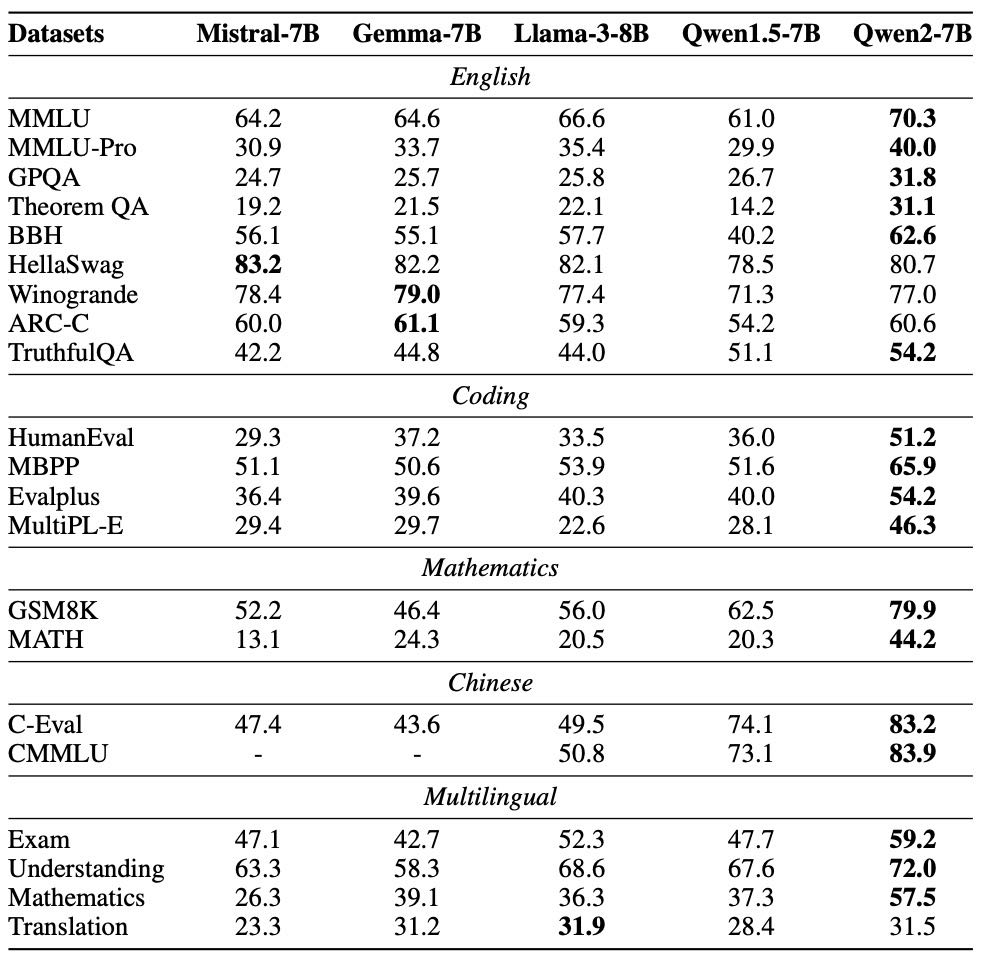 Datasets Mistral-7B Gemma-7B Llama-3-8B Qwen1.5-7B Qwen2-7B
English
MMLU 64.2 64.6 66.6 61.0 70.3
MMLU-Pro 30.9 33.7 35.4 29.9 40.0
GPQA 24.7 25.7 25.8 26.7 31.8
Theorem QA 19.2 21.5 22.1 14.2 31.1
BBH 56.1 55.1 57.7 40.2 62.6
HellaSwag 83.2 82.2 82.1 78.5 80.7
Winogrande 78.4 79.0 77.4 71.3 77.0
ARC-C 60.0 61.1 59.3 54.2 60.6
TruthfulQA 42.2 44.8 44.0 51.1 54.2
Coding
HumanEval 29.3 37.2 33.5 36.0 51.2
MBPP 51.1 50.6 53.9 51.6 65.9
Evalplus 36.4 39.6 40.3 40.0 54.2
MultiPL-E 29.4 29.7 22.6 28.1 46.3
Mathematics
GSM8K 52.2 46.4 56.0 62.5 79.9
MATH 13.1 24.3 20.5 20.3 44.2
Chinese
C-Eval 47.4 43.6 49.5 74.1 83.2
CMMLU - - 50.8 73.1 83.9
Multilingual
Exam 47.1 42.7 52.3 47.7 59.2
Understanding 63.3 58.3 68.6 67.6 72.0
Mathematics 26.3 39.1 36.3 37.3 57.5
Translation 23.3 31.2 31.9 28.4 31.5